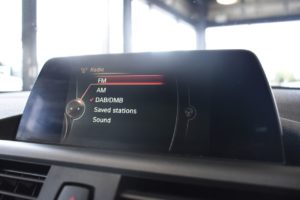 Radio
FM
AM
✓ DAB/DMB
Saved stations
Sound